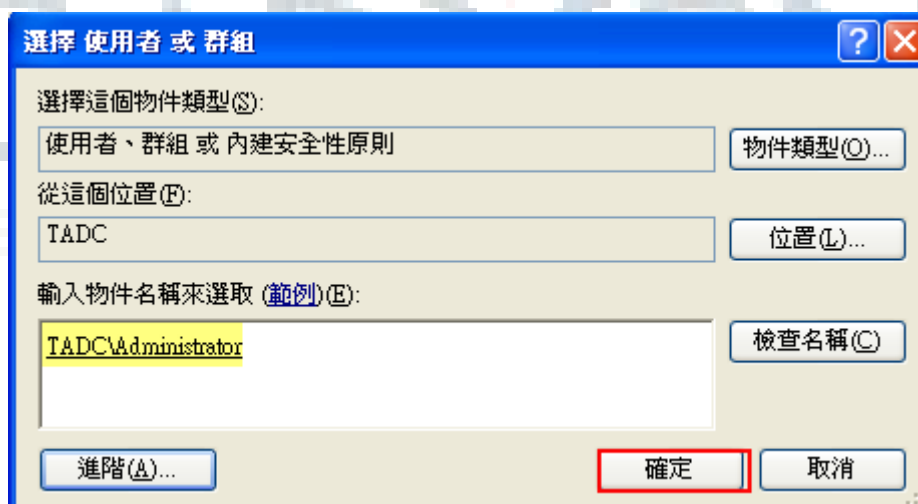 選擇 使用者 或 群組
選擇這個物件類型(S):
使用者、群組 或 內建安全性原則
物件類型(O)...
從這個位置(F):
TADC
位置(L)...
輸入物件名稱來選取 (範例)(E):
TADC\Administrator
檢查名稱(C)
進階(A)...
確定
取消